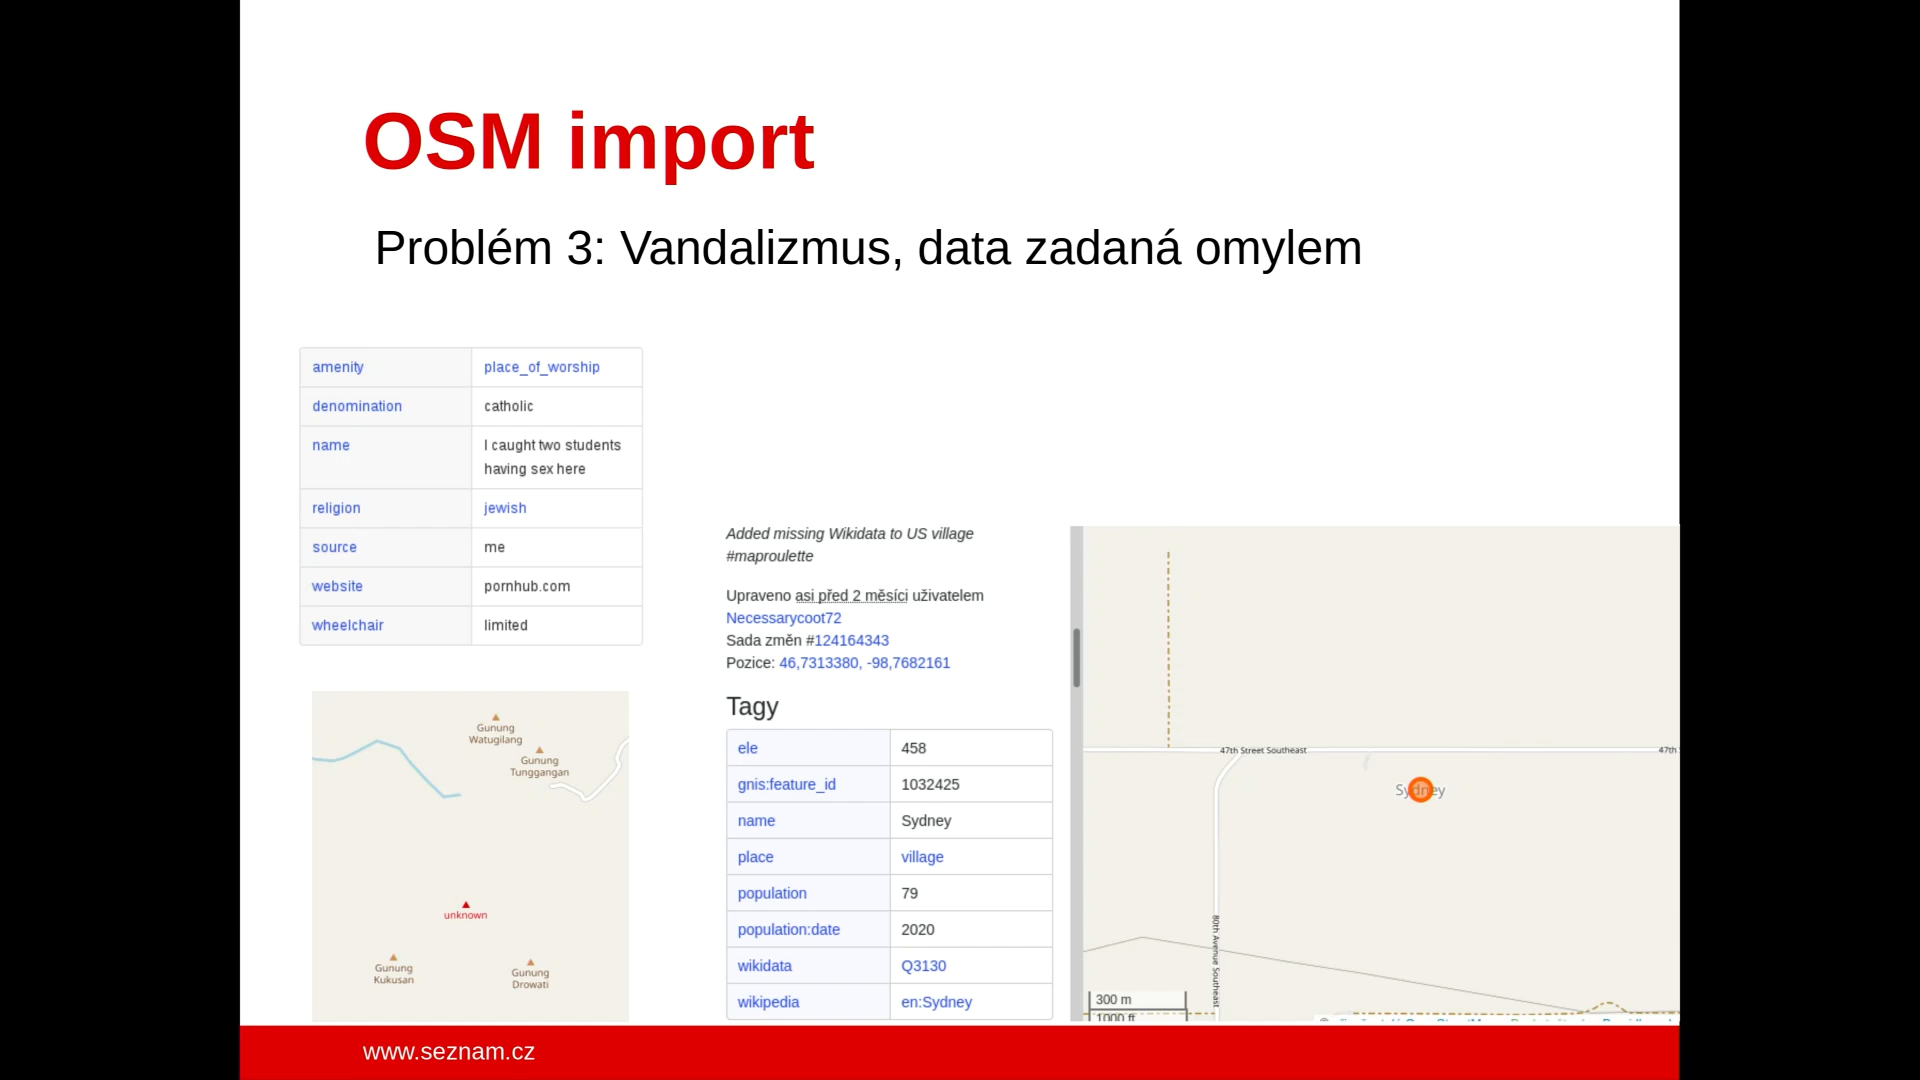 OSM import
Problém 3: Vandalizmus, data zadaná omylem
amenity place_of_worship
denomination catholic
name I caught two students
having sex here
religion jewish
source me
website pornhub.com
wheelchair limited
Gunung
Watugilang
Gunung
Tunggangan
unknown
Gunung
Kukusan
Gunung
Drowati
Added missing Wikidata to US village
#maproulette
Upraveno asi před 2 měsíci uživatelem
Necessarycoot72
Sada změn #124164343
Pozice: 46,7313380, -98,7682161
Tagy
ele 458
gnis:feature_id 1032425
name Sydney
place village
population 79
population:date 2020
wikidata Q3130
wikipedia en:Sydney
47th Street Southeast
47th
Sydney
80th Avenue Southeast
300 m
1000 ft
www.seznam.cz